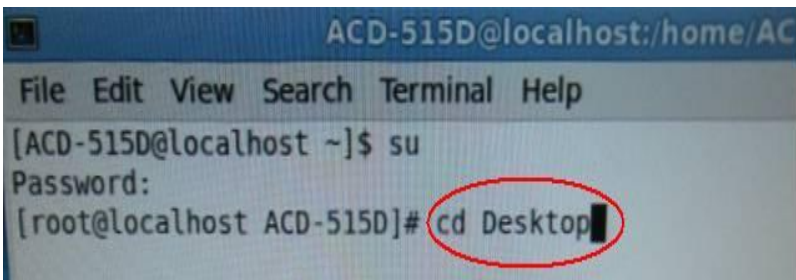 ACD-515D@localhost:/home/AC
File Edit View Search Terminal Help
[ACD-515D@localhost ~]$ su
Password:
[root@localhost ACD-515D]# cd Desktop